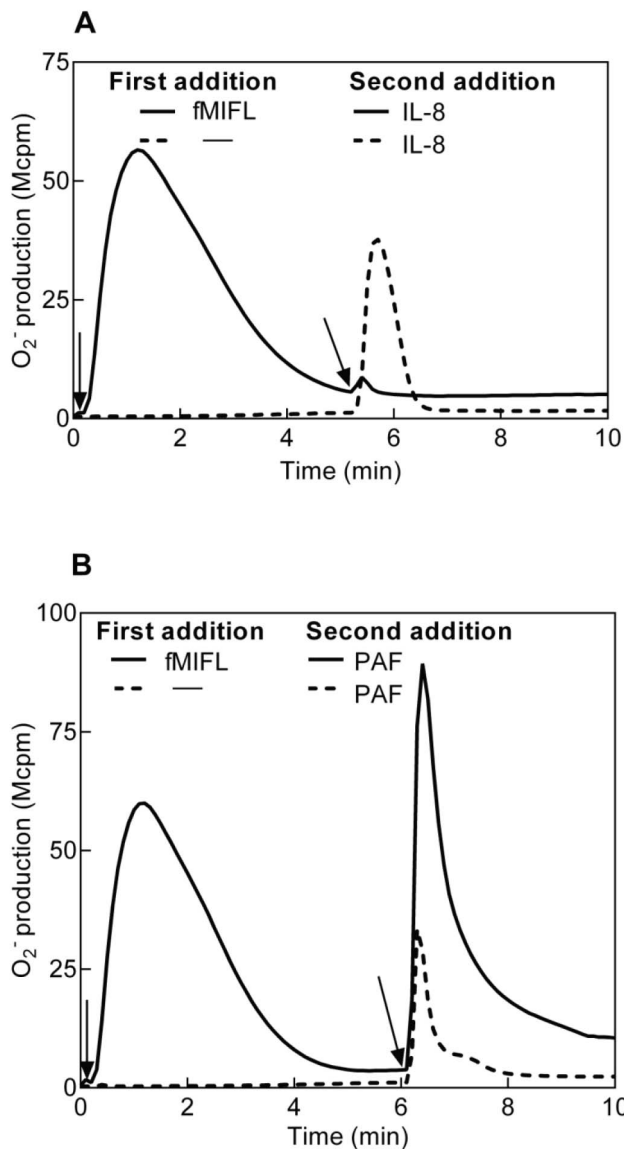 A
75
50
25
0
O2- production (Mcpm)
First addition Second addition
fMIFL IL-8
— IL-8
0 2 4 6 8 10
Time (min)
B
100
75
50
25
0
O2- production (Mcpm)
First addition Second addition
fMIFL PAF
— PAF
0 2 4 6 8 10
Time (min)